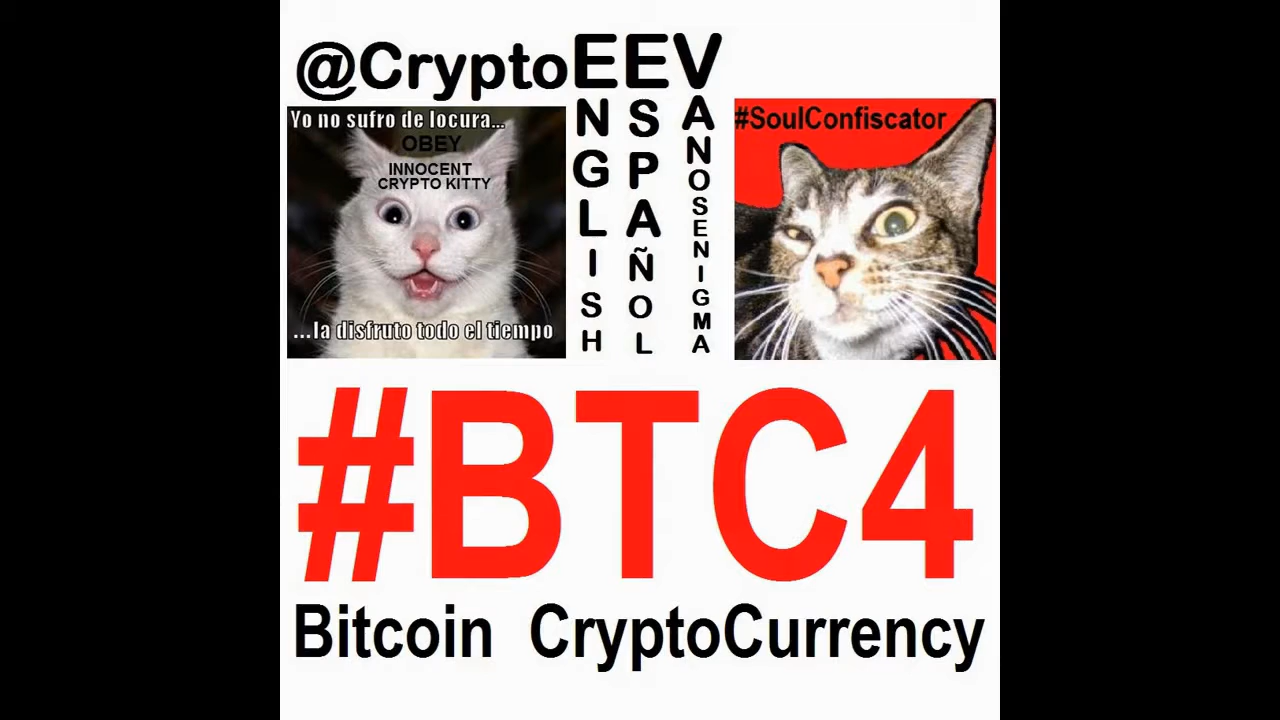 @CryptoEEV
ENGLISH
ESPAÑOL
VANOSENIGMA
Yo no sufro de locura...
OBEY
INNOCENT
CRYPTO KITTY
...la disfruto todo el tiempo
#SoulConfiscator
#BTC4
Bitcoin CryptoCurrency